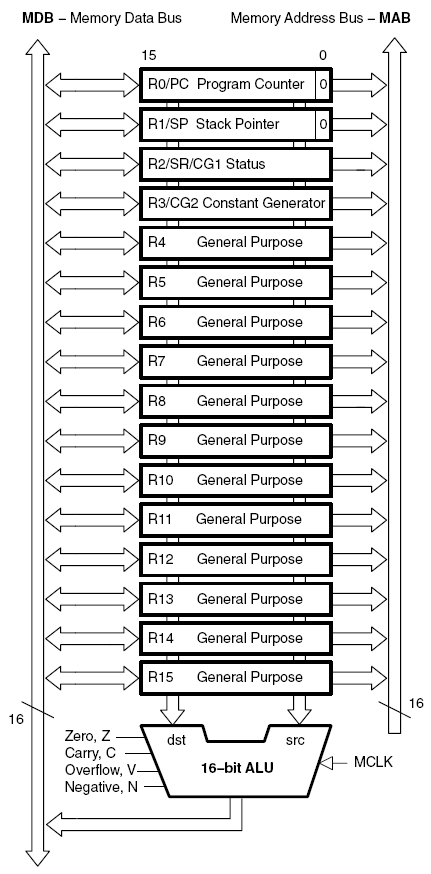 MDB – Memory Data Bus
Memory Address Bus – MAB
15 0
R0/PC Program Counter 0
R1/SP Stack Pointer 0
R2/SR/CG1 Status
R3/CG2 Constant Generator
R4 General Purpose
R5 General Purpose
R6 General Purpose
R7 General Purpose
R8 General Purpose
R9 General Purpose
R10 General Purpose
R11 General Purpose
R12 General Purpose
R13 General Purpose
R14 General Purpose
R15 General Purpose
16
16
Zero, Z
Carry, C
Overflow, V
Negative, N
dst
src
16–bit ALU
MCLK